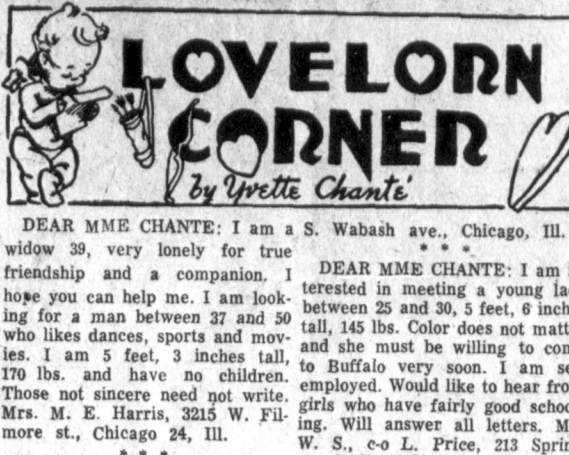 LOVELORN
CORNER
by Yvette Chanté
DEAR MME CHANTE: I am a
widow 39, very lonely for true
friendship and a companion. I
hope you can help me. I am look-
ing for a man between 37 and 50
who likes dances, sports and mov-
ies. I am 5 feet, 3 inches tall,
170 lbs. and have no children.
Those not sincere need not write.
Mrs. M. E. Harris, 3215 W. Fil-
more st., Chicago 24, Ill.
* * *
S. Wabash ave., Chicago, Ill.
* * *
DEAR MME CHANTE: I am
terested in meeting a young
between 25 and 30, 5 feet, 6
tall, 145 lbs. Color does not
and she must be willing to
to Buffalo very soon. I am
employed. Would like to hear
girls who have fairly good
ing. Will answer all letters.
W. S., c-o L. Price, 213